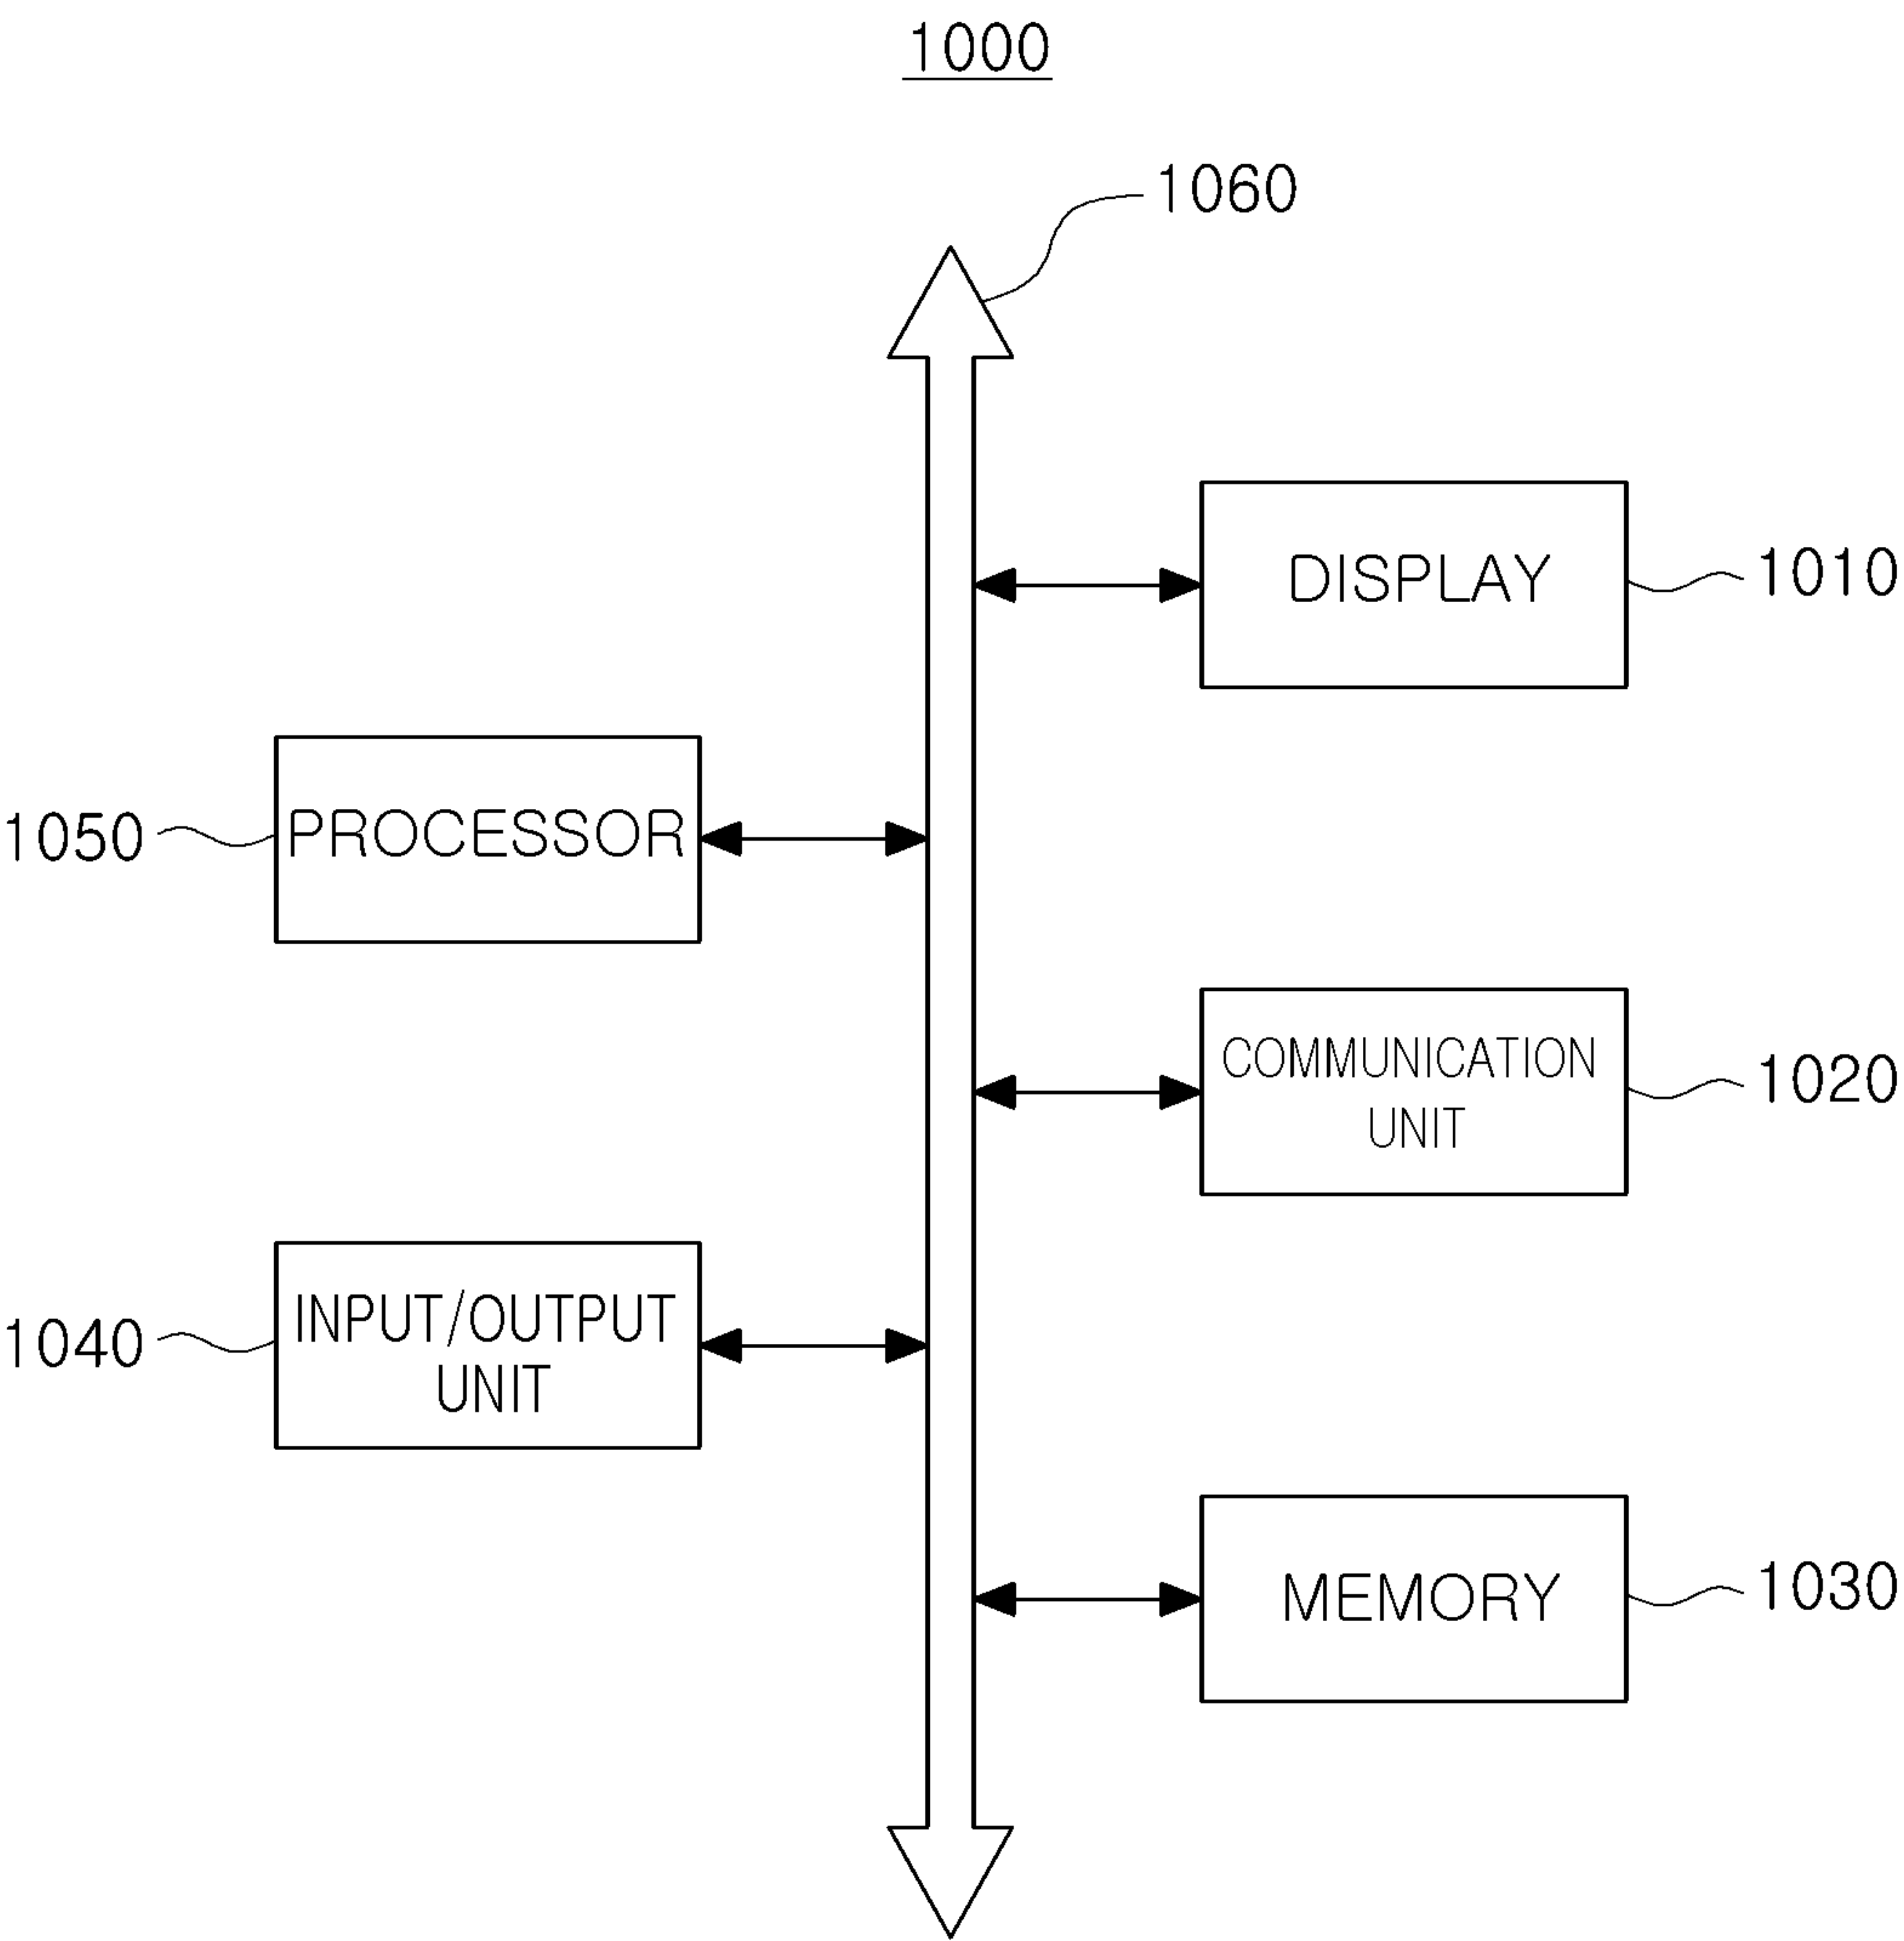 1000
1060
DISPLAY
1010
PROCESSOR
1050
COMMUNICATION
UNIT
1020
INPUT/OUTPUT
UNIT
1040
MEMORY
1030